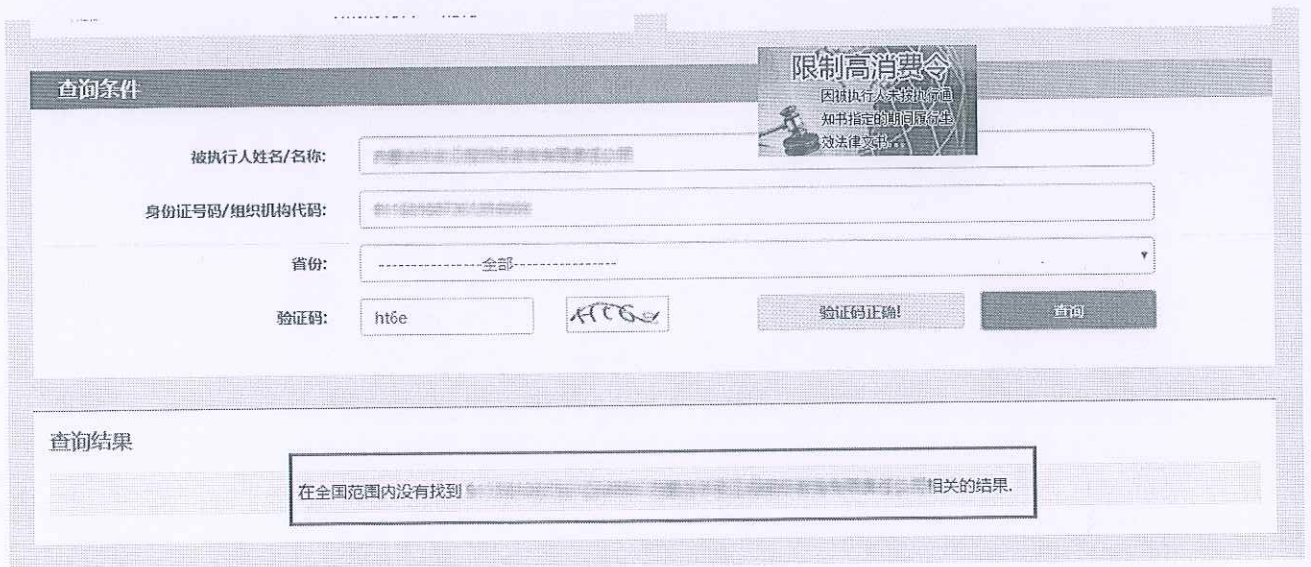 查询条件
限制高消费令
因被执行人未按执行通
知书指定的期间履行生
效法律文书...
被执行人姓名/名称:
身份证号码/组织机构代码:
省份:
----------------全部----------------
验证码:
ht6e
验证码正确!
查询
查询结果
在全国范围内没有找到
相关的结果.